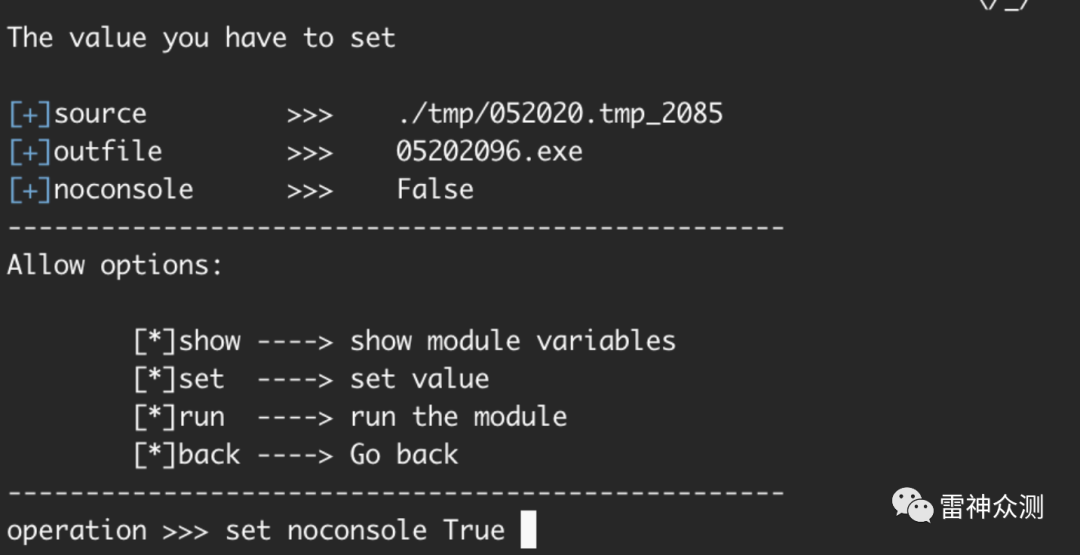 The value you have to set
[+]source >>> ./tmp/052020.tmp_2085
[+]outfile >>> 05202096.exe
[+]noconsole >>> False
--------------------------------------------------
Allow options:
[*]show ----> show module variables
[*]set ----> set value
[*]run ----> run the module
[*]back ----> Go back
--------------------------------------------------
雷神众测
operation >>> set noconsole True